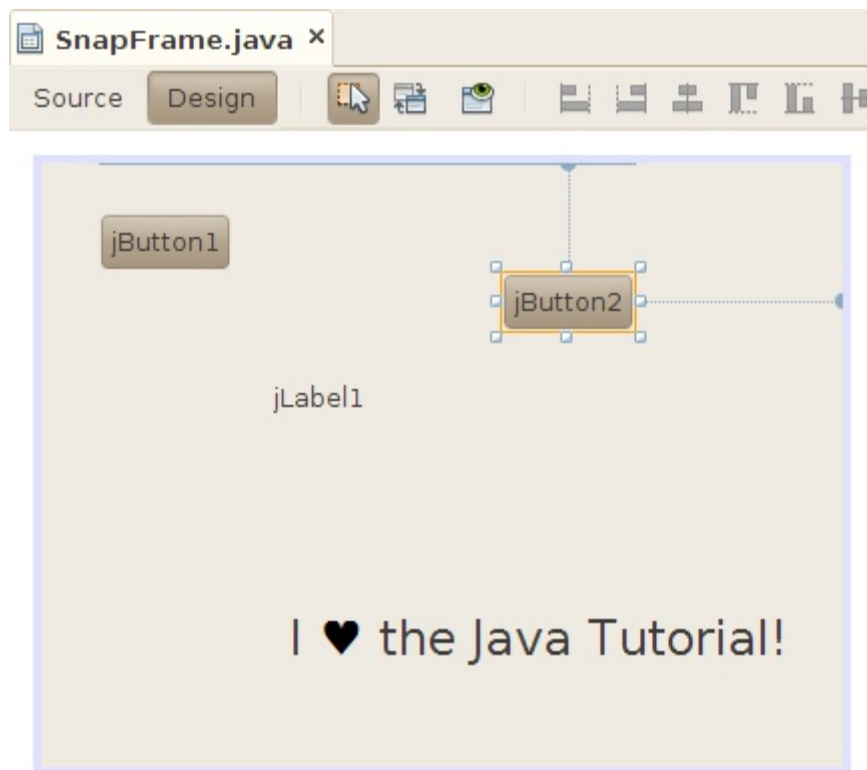 SnapFrame.java ×
Source Design
jButton1
jButton2
jLabel1
I ♥ the Java Tutorial!